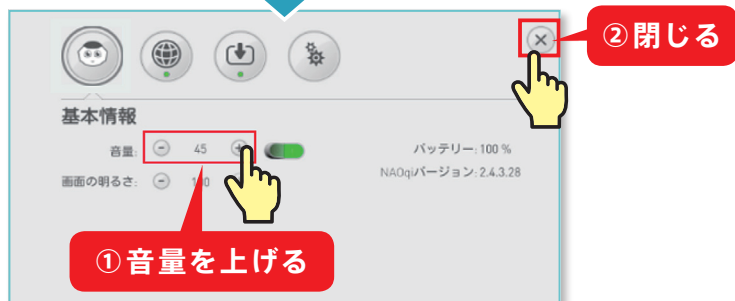 ②閉じる
基本情報
音量: 45
バッテリー: 100 %
画面の明るさ:
NAOqiバージョン: 2.4.3.28
①音量を上げる